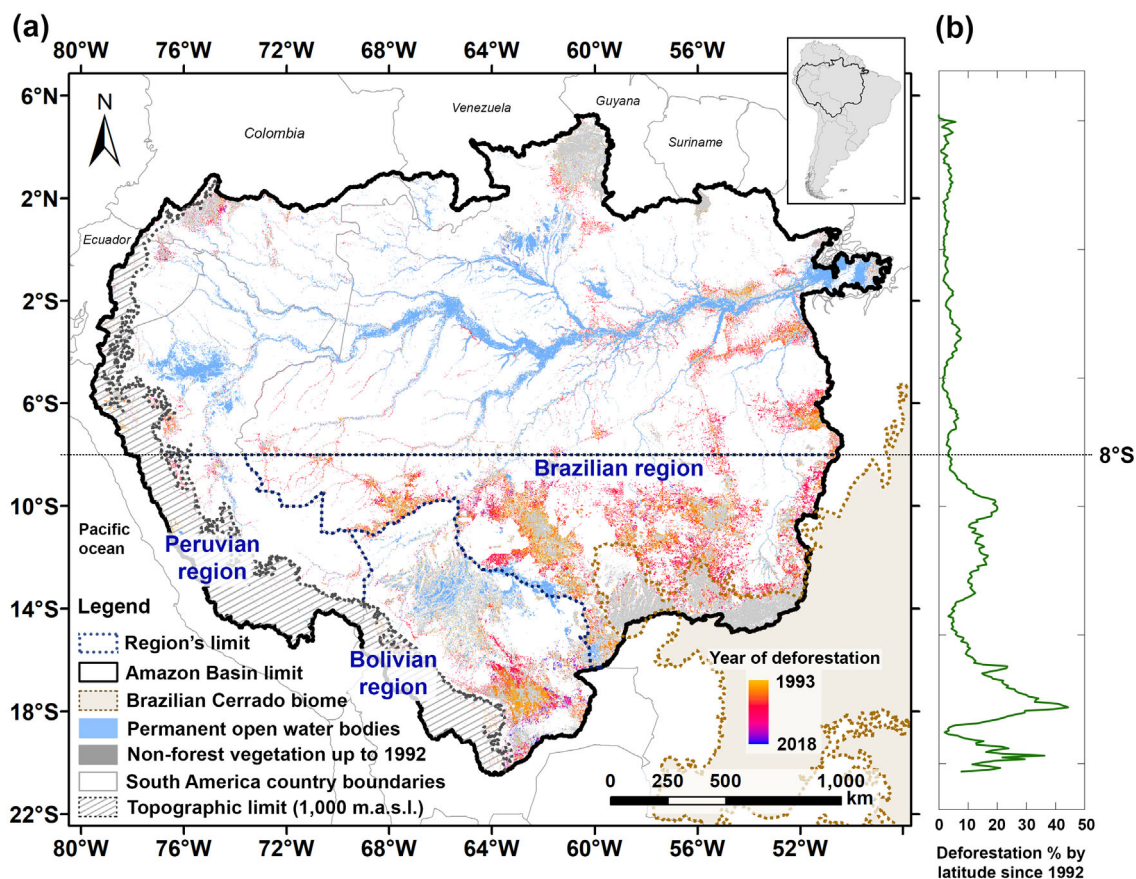 (a)
(b)
80°W 76°W 72°W 68°W 64°W 60°W 56°W
6°N
2°N
2°S
6°S
10°S
14°S
18°S
22°S
N
Colombia
Venezuela
Guyana
Suriname
Ecuador
Pacific
ocean
8°S
Brazilian region
Peruvian
region
Bolivian
region
Legend
Region's limit
Amazon Basin limit
Brazilian Cerrado biome
Permanent open water bodies
Non-forest vegetation up to 1992
South America country boundaries
Topographic limit (1,000 m.a.s.l.)
Year of deforestation
1993
2018
0 250 500 1,000
km
80°W 76°W 72°W 68°W 64°W 60°W 56°W 52°W
0 10 20 30 40 50
Deforestation % by
latitude since 1992